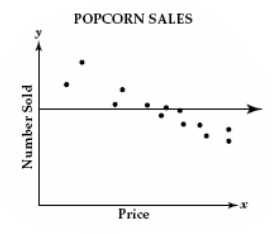 POPCORN SALES
y
Number Sold
x
Price